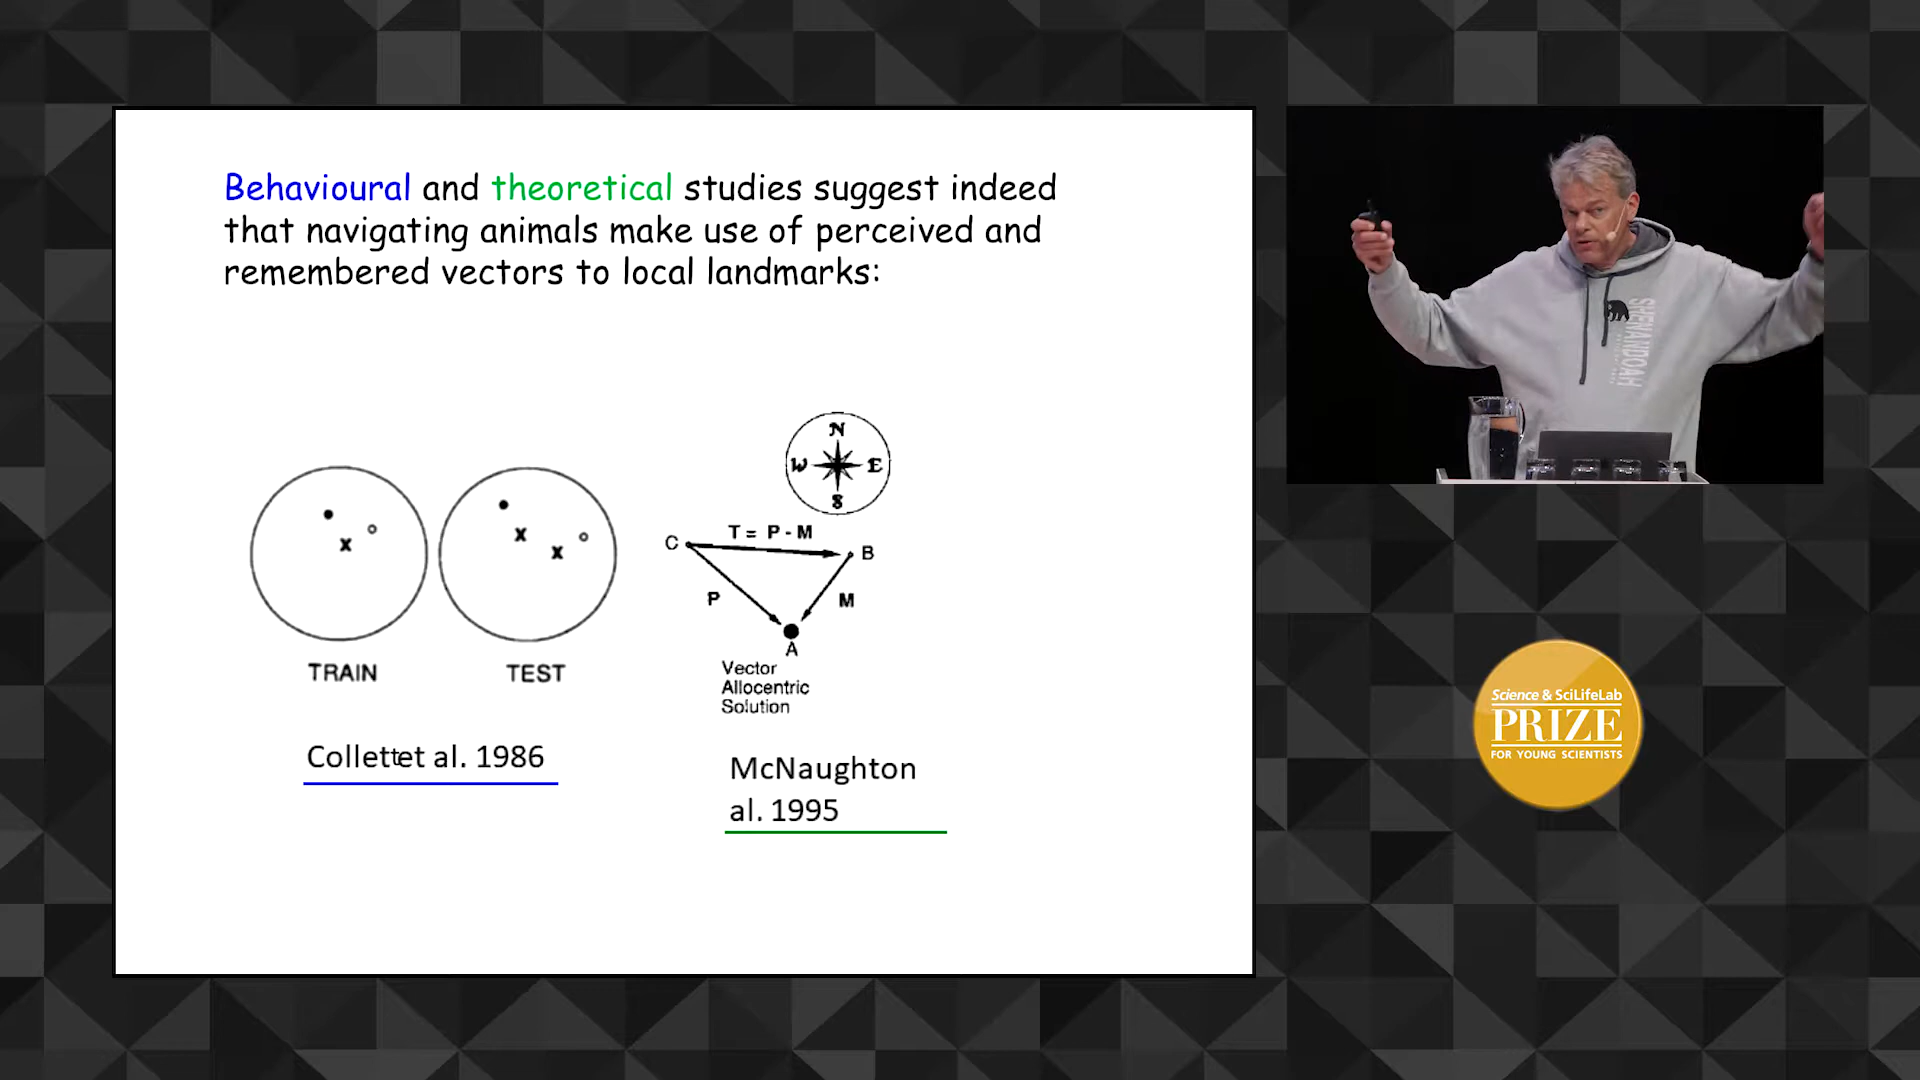 Behavioural and theoretical studies suggest indeed
that navigating animals make use of perceived and
remembered vectors to local landmarks:
N
W E
S
T = P - M
C
B
P
M
A
x
x
x
TRAIN
TEST
Vector
Allocentric
Solution
Collettet al. 1986
McNaughton
al. 1995
SHENANDOAH
Science & SciLifeLab
PRIZE
FOR YOUNG SCIENTISTS